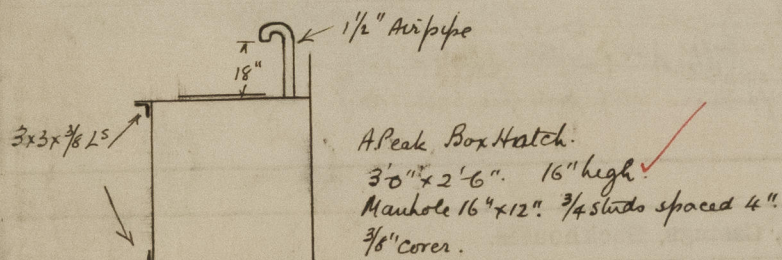 1½" Airpipe
18"
3x3x⅜ Lˢ
A Peak Box Hatch.
3'0" x 2'-6". 16" high.
Manhole 16" x 12". ¾ studs spaced 4".
⅜" cover.